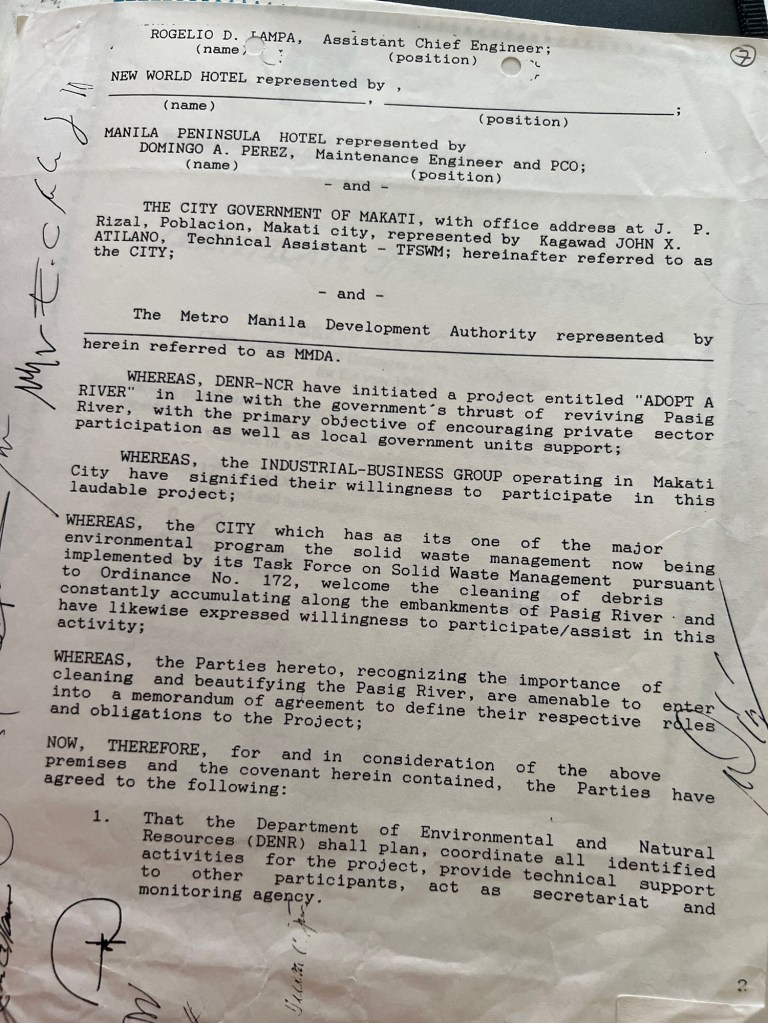 7
ROGELIO D. LAMPA, Assistant Chief Engineer;
(name) (position)
NEW WORLD HOTEL represented by ,
, ;
(name) (position)
MANILA PENINSULA HOTEL represented by
DOMINGO A. PEREZ, Maintenance Engineer and PCO;
(name) (position)
- and -
THE CITY GOVERNMENT OF MAKATI, with office address at J. P.
Rizal, Poblacion, Makati city, represented by Kagawad JOHN X.
ATILANO, Technical Assistant - TFSWM; hereinafter referred to as
the CITY;
- and -
The Metro Manila Development Authority represented by
herein referred to as MMDA.
WHEREAS, DENR-NCR have initiated a project entitled "ADOPT A
RIVER" in line with the government's thrust of reviving Pasig
River, with the primary objective of encouraging private sector
participation as well as local government units support;
WHEREAS, the INDUSTRIAL-BUSINESS GROUP operating in Makati
City have signified their willingness to participate in this
laudable project;
WHEREAS, the CITY which has as its one of the major
environmental program the solid waste management now being
implemented by its Task Force on Solid Waste Management pursuant
to Ordinance No. 172, welcome the cleaning of debris
constantly accumulating along the embankments of Pasig River and
have likewise expressed willingness to participate/assist in this
activity;
WHEREAS, the Parties hereto, recognizing the importance of
cleaning and beautifying the Pasig River, are amenable to enter
into a memorandum of agreement to define their respective roles
and obligations to the Project;
NOW, THEREFORE, for and in consideration of the above
premises and the covenant herein contained, the Parties have
agreed to the following:
1. That the Department of Environmental and Natural
Resources (DENR) shall plan, coordinate all identified
activities for the project, provide technical support
to other participants, act as secretariat and
monitoring agency.
2